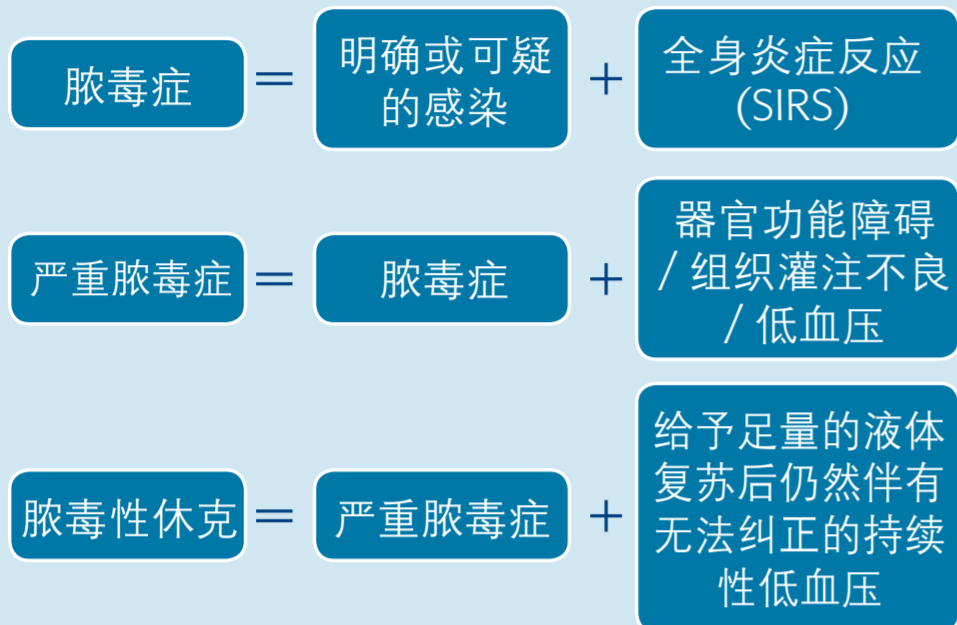 脓毒症 = 明确或可疑的感染 + 全身炎症反应(SIRS)
严重脓毒症 = 脓毒症 + 器官功能障碍/组织灌注不良/低血压
脓毒性休克 = 严重脓毒症 + 给予足量的液体复苏后仍然伴有无法纠正的持续性低血压